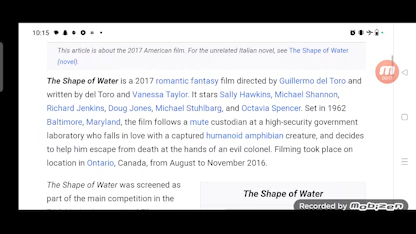 10:15
This article is about the 2017 American film. For the unrelated Italian novel, see The Shape of Water
(novel).
The Shape of Water is a 2017 romantic fantasy film directed by Guillermo del Toro and
written by del Toro and Vanessa Taylor. It stars Sally Hawkins, Michael Shannon,
Richard Jenkins, Doug Jones, Michael Stuhlbarg, and Octavia Spencer. Set in 1962
Baltimore, Maryland, the film follows a mute custodian at a high-security government
laboratory who falls in love with a captured humanoid amphibian creature, and decides
to help him escape from death at the hands of an evil colonel. Filming took place on
location in Ontario, Canada, from August to November 2016.
The Shape of Water was screened as
part of the main competition in the
The Shape of Water
Recorded by Mobizen